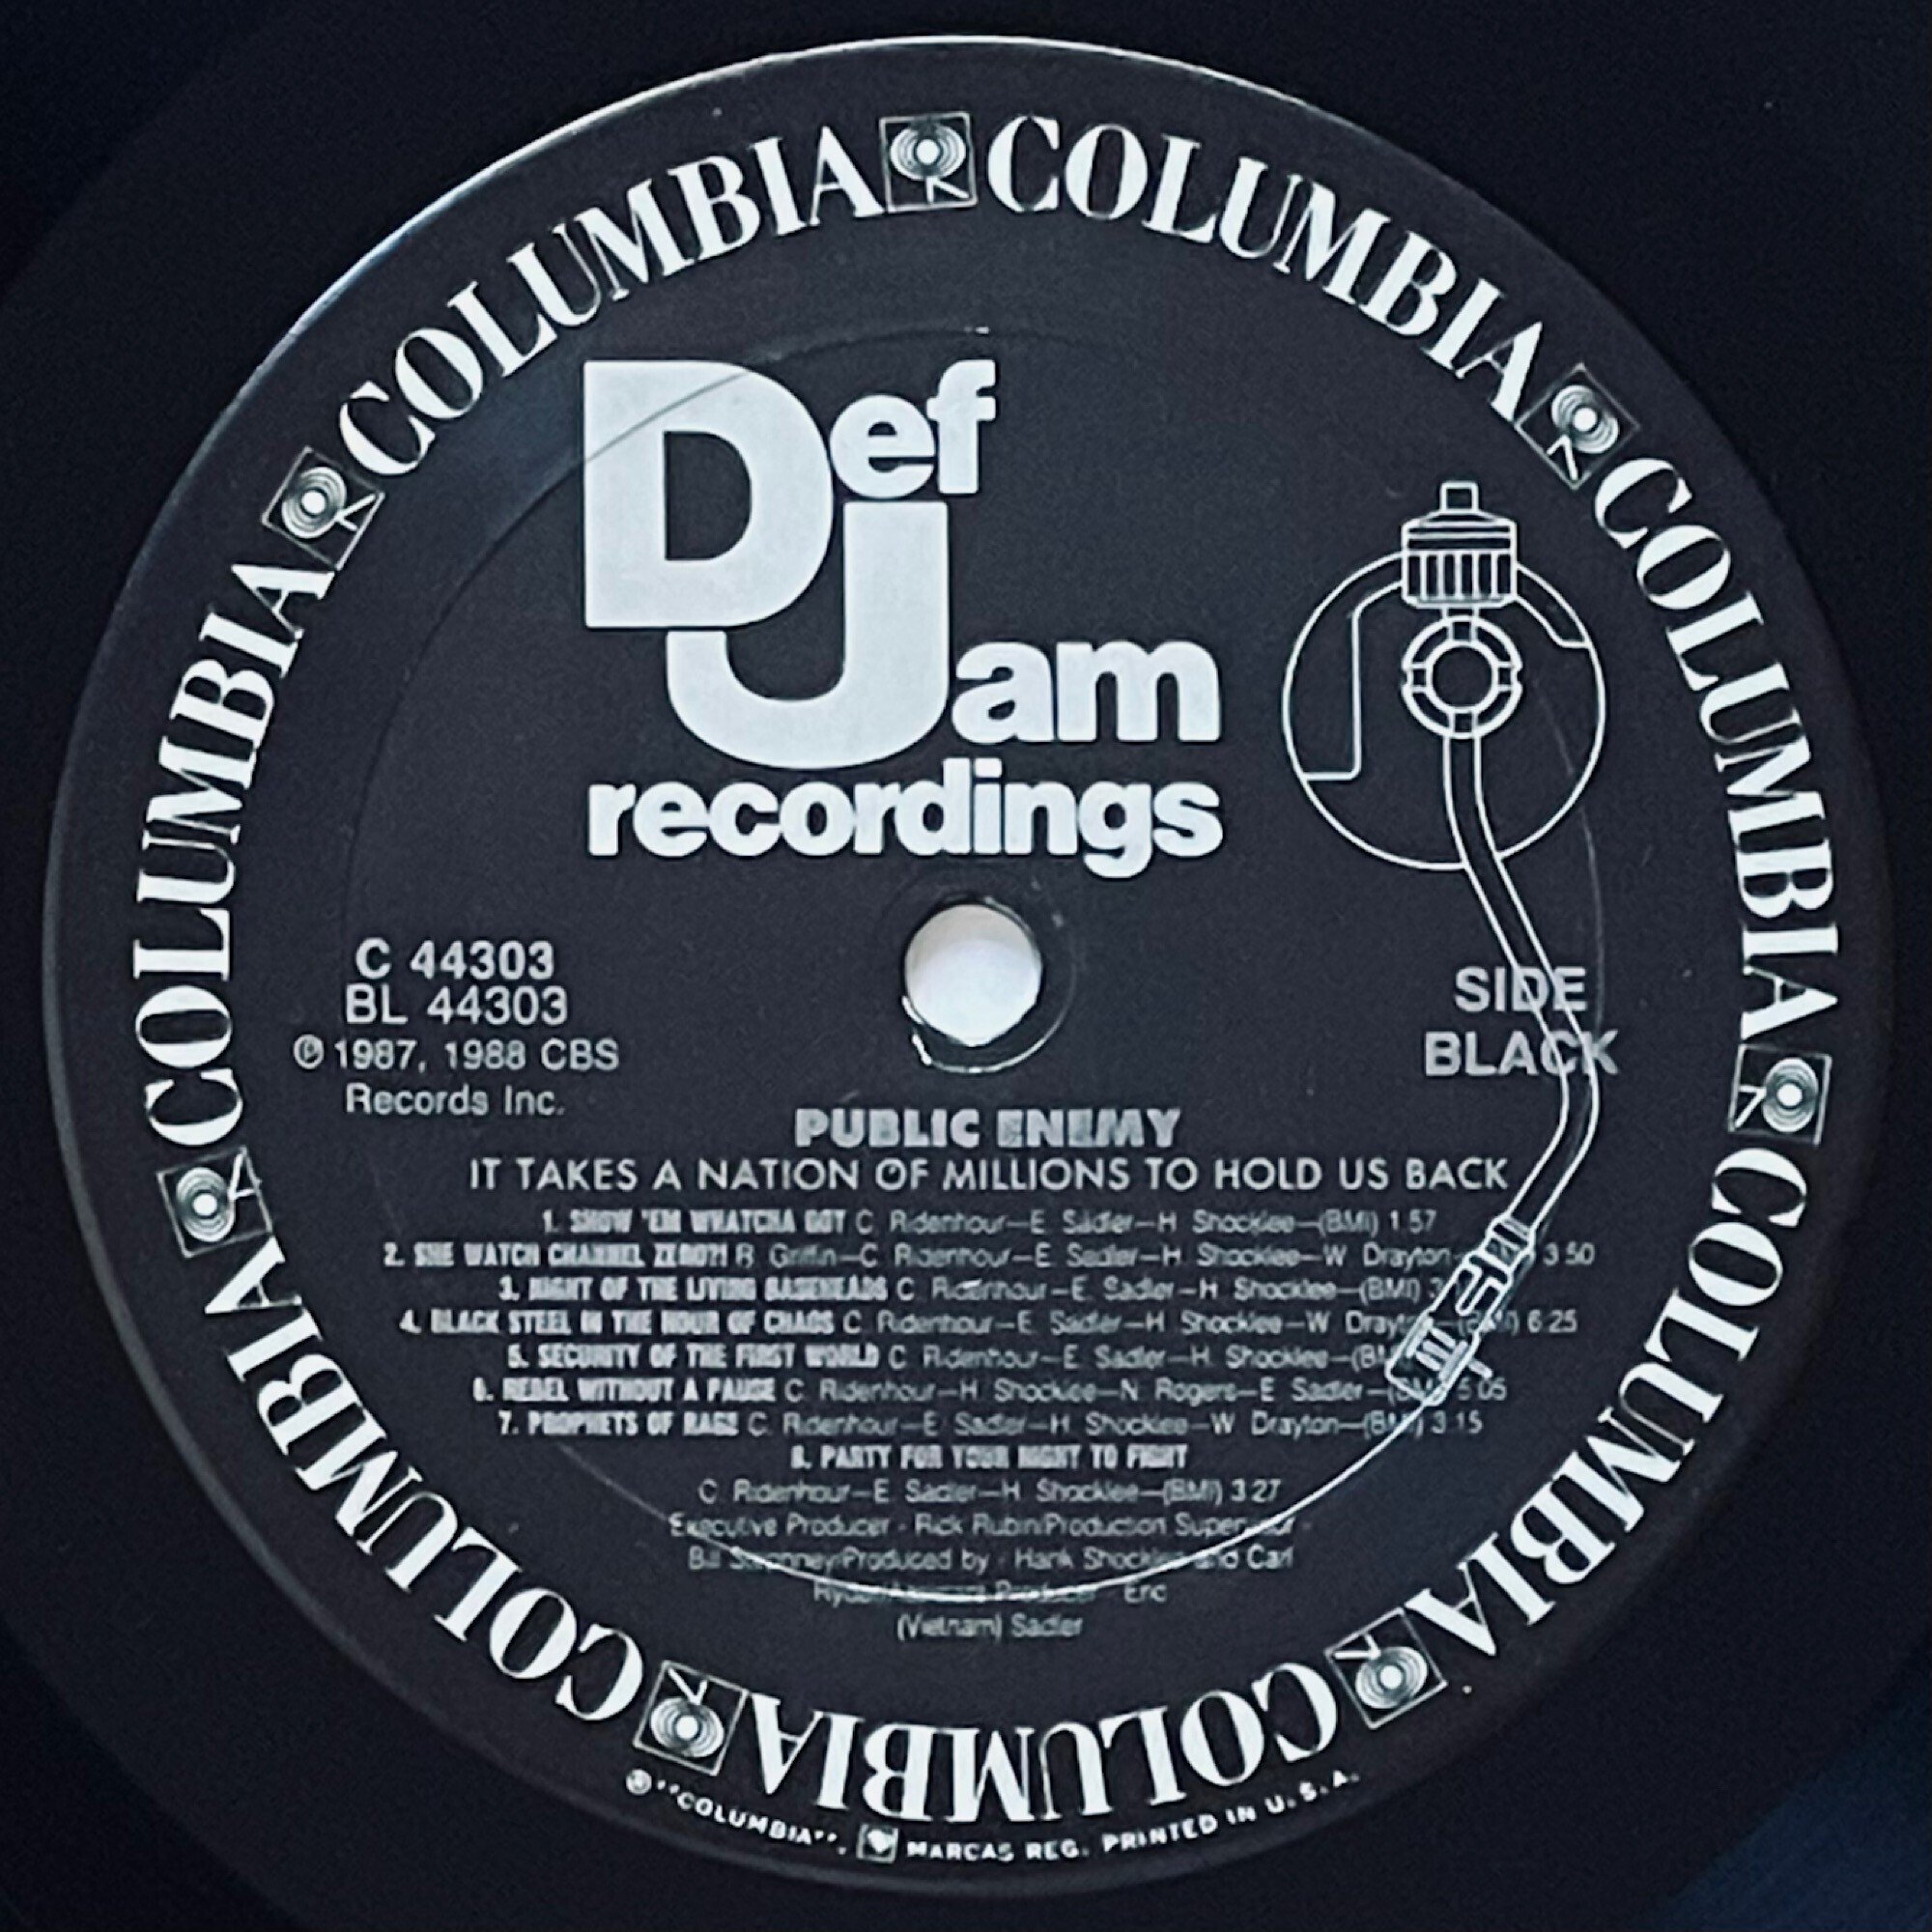 COLUMBIA COLUMBIA COLUMBIA COLUMBIA COLUMBIA COLUMBIA COLUMBIA
Def
Jam
recordings
C 44303
BL 44303
℗ 1987, 1988 CBS
Records Inc.
SIDE
BLACK
PUBLIC ENEMY
IT TAKES A NATION OF MILLIONS TO HOLD US BACK
1. SHOW 'EM WHATCHA GOT C. Ridenhour—E. Sadler—H. Shocklee—(BMI) 1:57
2. SHE WATCH CHANNEL ZERO?! R. Griffin—C. Ridenhour—E. Sadler—H. Shocklee—W. Drayton 3:50
3. NIGHT OF THE LIVING BASEHEADS C. Ridenhour—E. Sadler—H. Shocklee—(BMI)
4. BLACK STEEL IN THE HOUR OF CHAOS C. Ridenhour—E. Sadler—H. Shocklee—W. Drayton—(BMI) 6:25
5. SECURITY OF THE FIRST WORLD C. Ridenhour—E. Sadler—H. Shocklee
6. REBEL WITHOUT A PAUSE C. Ridenhour—H. Shocklee—N. Rogers—E. Sadler—(BMI) 5:05
7. PROPHETS OF RAGE C. Ridenhour—E. Sadler—H. Shocklee—W. Drayton—(BMI) 3:15
8. PARTY FOR YOUR RIGHT TO FIGHT
C. Ridenhour—E. Sadler—H. Shocklee—(BMI) 3:27
Executive Producer - Rick Rubin/Production Supervisor -
Bill Stephney/Produced by - Hank Shocklee and Carl
Ryder/ Producer - Eric
(Vietnam) Sadler
"COLUMBIA", MARCAS REG. PRINTED IN U.S.A.